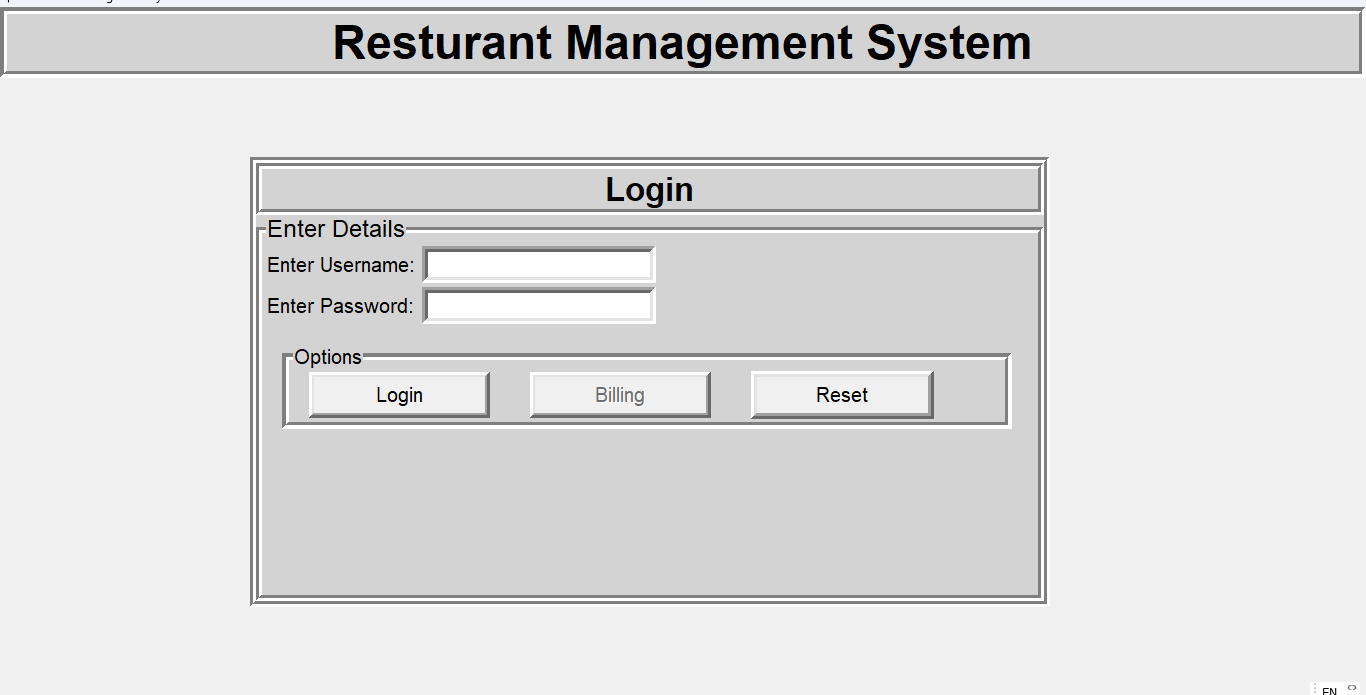 Resturant Management System
Login
Enter Details
Enter Username:
Enter Password:
Options
Login Billing Reset
EN